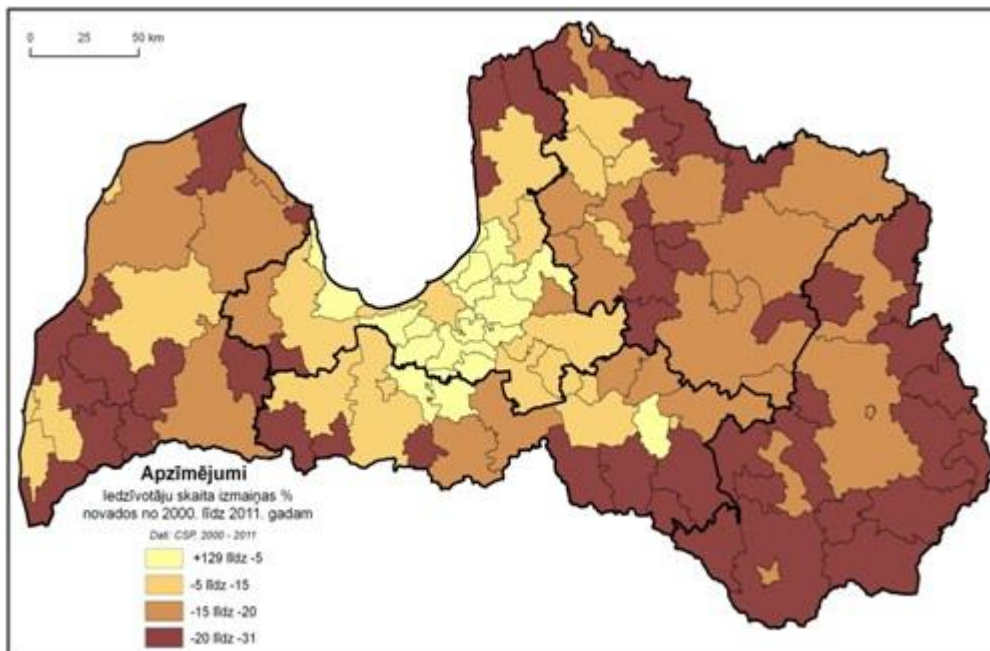 0 25 50 km
Apzīmējumi
Iedzīvotāju skaita izmaiņas %
novados no 2000. līdz 2011. gadam
Dati: CSP, 2000 - 2011
+129 līdz -5
-5 līdz -15
-15 līdz -20
-20 līdz -31